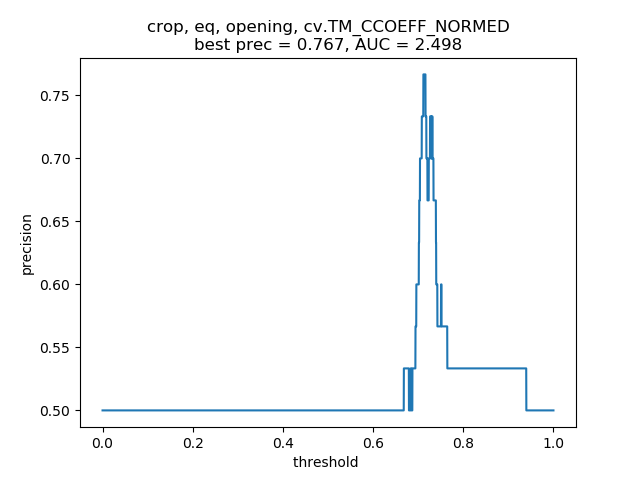 crop, eq, opening, cv.TM_CCOEFF_NORMED
best prec = 0.767, AUC = 2.498
0.75
0.70
0.65
0.60
0.55
0.50
precision
0.0 0.2 0.4 0.6 0.8 1.0
threshold